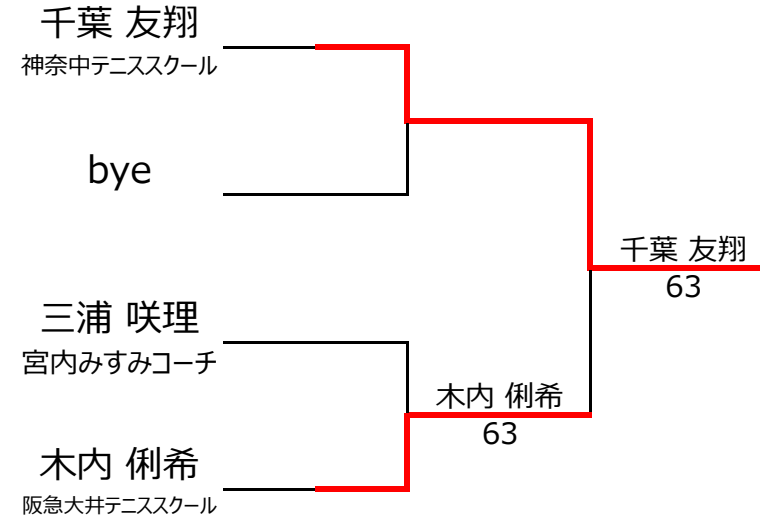 千葉 友翔
神奈中テニススクール
bye
千葉 友翔
63
三浦 咲理
宮内みすみコーチ
木内 俐希
63
木内 俐希
阪急大井テニススクール